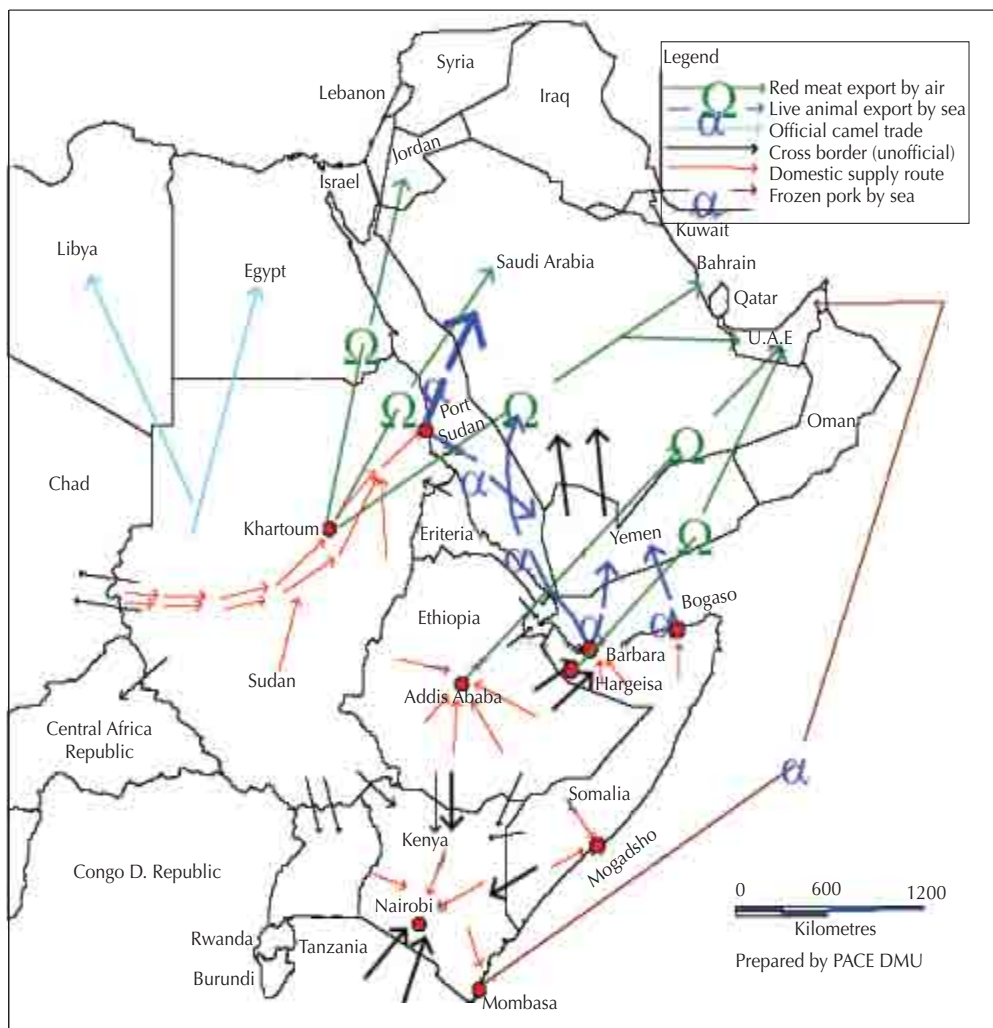 Legend
Red meat export by air
Live animal export by sea
Official camel trade
Cross border (unofficial)
Domestic supply route
Frozen pork by sea
Ω
α
α
Syria
Lebanon
Iraq
Jordan
Israel
Kuwait
Libya
Egypt
Saudi Arabia
Bahrain
Qatar
U.A.E
Ω
α
Ω
Port
Sudan
Ω
Oman
Ω
Chad
α
Khartoum
Eriteria
Yemen
Ω
α
Ethiopia
Bogaso
α
α
Barbara
Hargeisa
Sudan
Addis Ababa
Central Africa
Republic
α
Somalia
Kenya
Mogadsho
Congo D. Republic
0
600
1200
Kilometres
Nairobi
Rwanda
Tanzania
Prepared by PACE DMU
Burundi
Mombasa